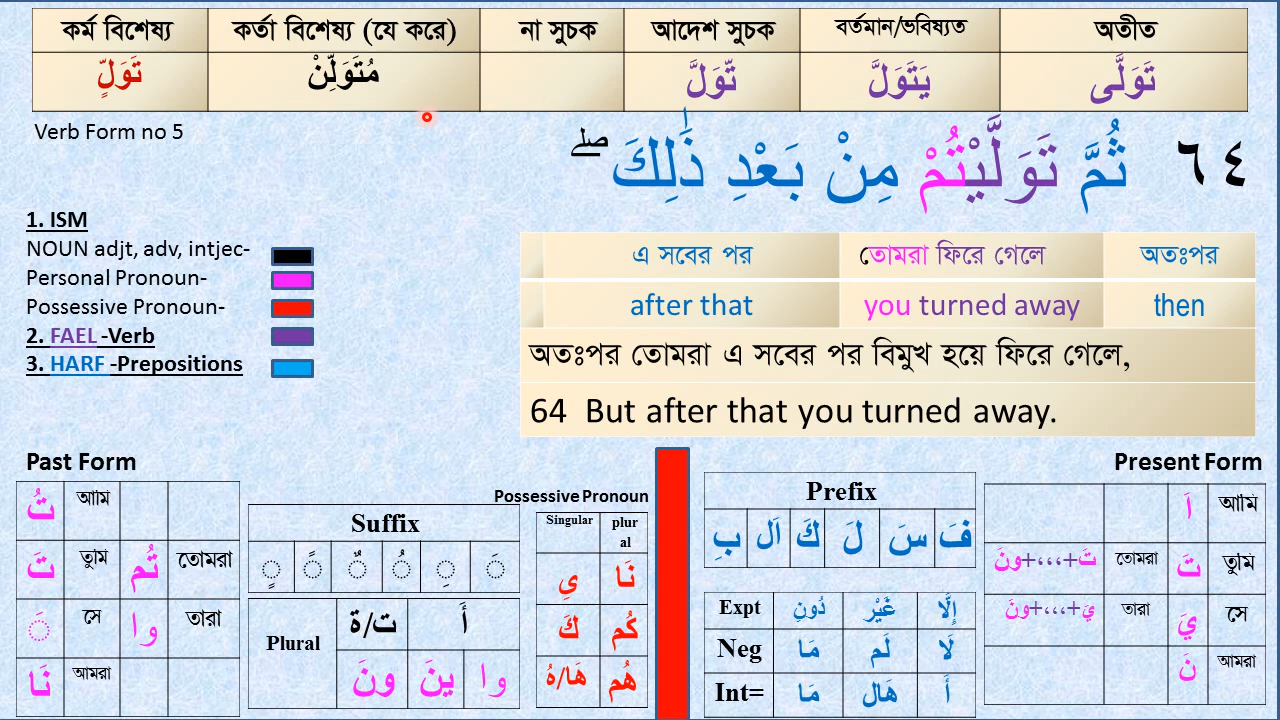 কর্ম বিশেষ্য কর্তা বিশেষ্য (যে করে) না সুচক আদেশ সুচক বর্তমান/ভবিষ্যত অতীত
تَوَلٍّ مُتَوَلِّنْ تَّوَلَّ يَتَوَلَّ تَوَلَّى
Verb Form no 5
٦٤ ثُمَّ تَوَلَّيْتُمْ مِنْ بَعْدِ ذَٰلِكَ ۖ
1. ISM
NOUN adjt, adv, intjec-
Personal Pronoun-
Possessive Pronoun-
2. FAEL -Verb
3. HARF -Prepositions
এ সবের পর তোমরা ফিরে গেলে অতঃপর
after that you turned away then
অতঃপর তোমরা এ সবের পর বিমুখ হয়ে ফিরে গেলে,
64 But after that you turned away.
Past Form
تُ আমি
تَ তুমি تُم তোমরা
َ সে وا তারা
نَا আমরা
Suffix
ٍ ً ٌ ُ ِ َ
Plural ة/ت أَ
ونَ ينَ وا
Possessive Pronoun
Singular plur al
ي نَا
كَ كُم
هَا/هُ هُم
Prefix
بِ اَل كَ لَ سَ فَ
Expt دُونِ غَيْر إِلَّا
Neg مَا لَم لَا
Int= مَا هَال أَ
Present Form
اَ আমি
تَ+،،،+ونَ তোমরা تَ তুমি
يَ+،،،+ونَ তারা يَ সে
نَ আমরা